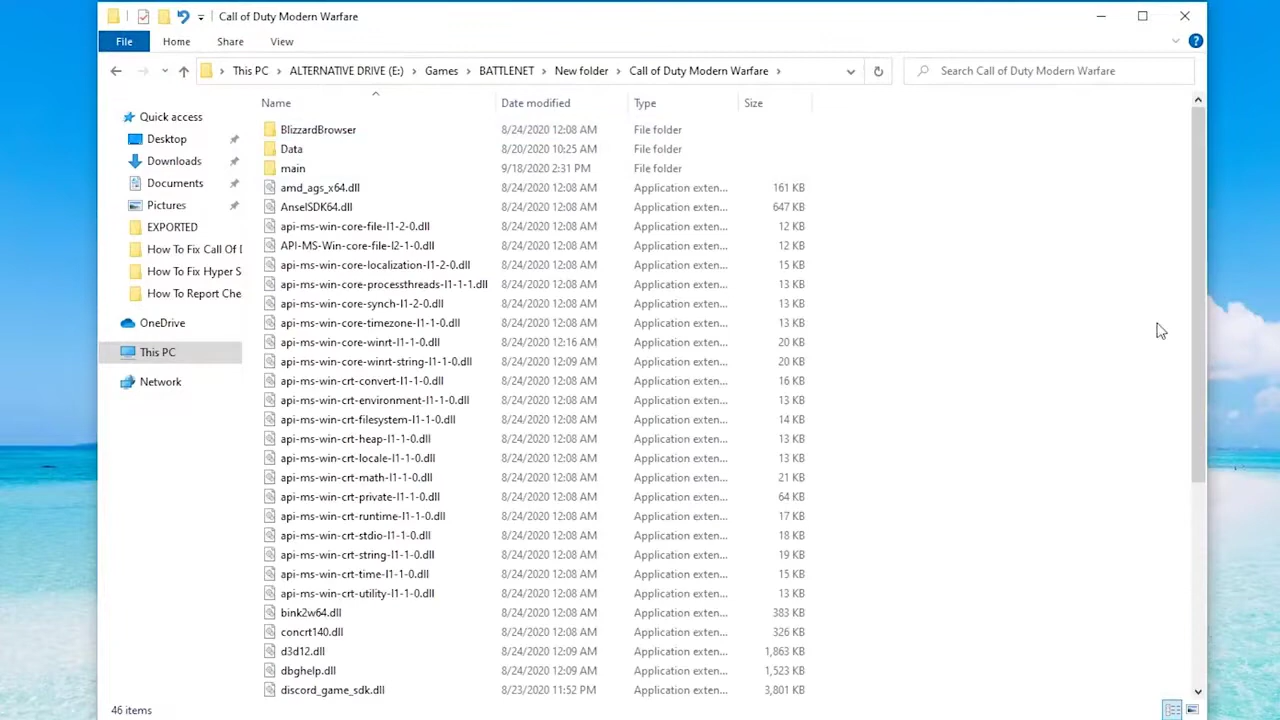 Call of Duty Modern Warfare
File Home Share View
This PC ALTERNATIVE DRIVE (E:) Games BATTLENET New folder Call of Duty Modern Warfare Search Call of Duty Modern Warfare
Name Date modified Type Size
Quick access
Desktop
Downloads
Documents
Pictures
EXPORTED
How To Fix Call Of D
How To Fix Hyper S
How To Report Che
OneDrive
This PC
Network
BlizzardBrowser 8/24/2020 12:08 AM File folder
Data 8/20/2020 10:25 AM File folder
main 9/18/2020 2:31 PM File folder
amd_ags_x64.dll 8/24/2020 12:08 AM Application exten... 161 KB
AnselSDK64.dll 8/24/2020 12:08 AM Application exten... 647 KB
api-ms-win-core-file-l1-2-0.dll 8/24/2020 12:08 AM Application exten... 12 KB
API-MS-Win-core-file-l2-1-0.dll 8/24/2020 12:08 AM Application exten... 12 KB
api-ms-win-core-localization-l1-2-0.dll 8/24/2020 12:08 AM Application exten... 15 KB
api-ms-win-core-processthreads-l1-1-1.dll 8/24/2020 12:08 AM Application exten... 13 KB
api-ms-win-core-synch-l1-2-0.dll 8/24/2020 12:08 AM Application exten... 13 KB
api-ms-win-core-timezone-l1-1-0.dll 8/24/2020 12:08 AM Application exten... 13 KB
api-ms-win-core-winrt-l1-1-0.dll 8/24/2020 12:16 AM Application exten... 20 KB
api-ms-win-core-winrt-string-l1-1-0.dll 8/24/2020 12:09 AM Application exten... 20 KB
api-ms-win-crt-convert-l1-1-0.dll 8/24/2020 12:08 AM Application exten... 16 KB
api-ms-win-crt-environment-l1-1-0.dll 8/24/2020 12:08 AM Application exten... 13 KB
api-ms-win-crt-filesystem-l1-1-0.dll 8/24/2020 12:08 AM Application exten... 14 KB
api-ms-win-crt-heap-l1-1-0.dll 8/24/2020 12:08 AM Application exten... 13 KB
api-ms-win-crt-locale-l1-1-0.dll 8/24/2020 12:08 AM Application exten... 13 KB
api-ms-win-crt-math-l1-1-0.dll 8/24/2020 12:08 AM Application exten... 21 KB
api-ms-win-crt-private-l1-1-0.dll 8/24/2020 12:08 AM Application exten... 64 KB
api-ms-win-crt-runtime-l1-1-0.dll 8/24/2020 12:08 AM Application exten... 17 KB
api-ms-win-crt-stdio-l1-1-0.dll 8/24/2020 12:08 AM Application exten... 18 KB
api-ms-win-crt-string-l1-1-0.dll 8/24/2020 12:08 AM Application exten... 19 KB
api-ms-win-crt-time-l1-1-0.dll 8/24/2020 12:08 AM Application exten... 15 KB
api-ms-win-crt-utility-l1-1-0.dll 8/24/2020 12:08 AM Application exten... 13 KB
bink2w64.dll 8/24/2020 12:08 AM Application exten... 383 KB
concrt140.dll 8/24/2020 12:08 AM Application exten... 326 KB
d3d12.dll 8/24/2020 12:09 AM Application exten... 1,863 KB
dbghelp.dll 8/24/2020 12:09 AM Application exten... 1,523 KB
discord_game_sdk.dll 8/23/2020 11:52 PM Application exten... 3,801 KB
46 items